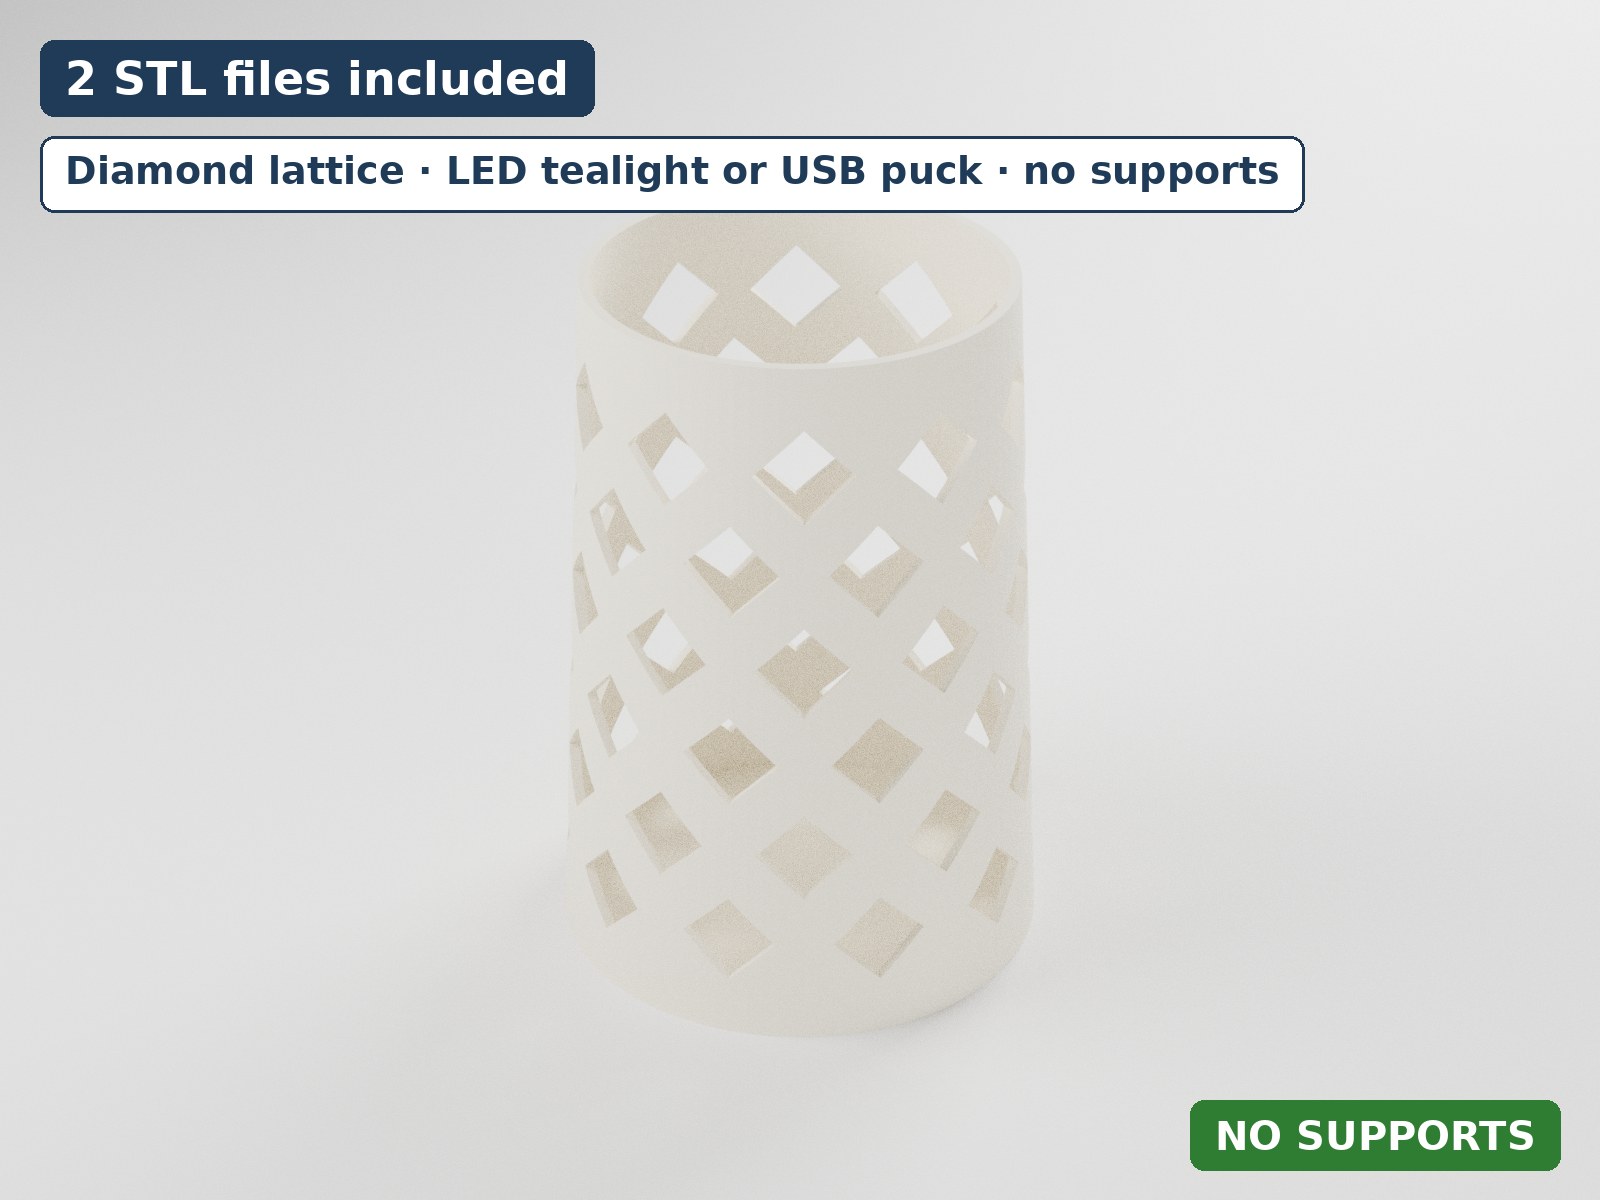 2 STL files included
Diamond lattice · LED tealight or USB puck · no supports
NO SUPPORTS